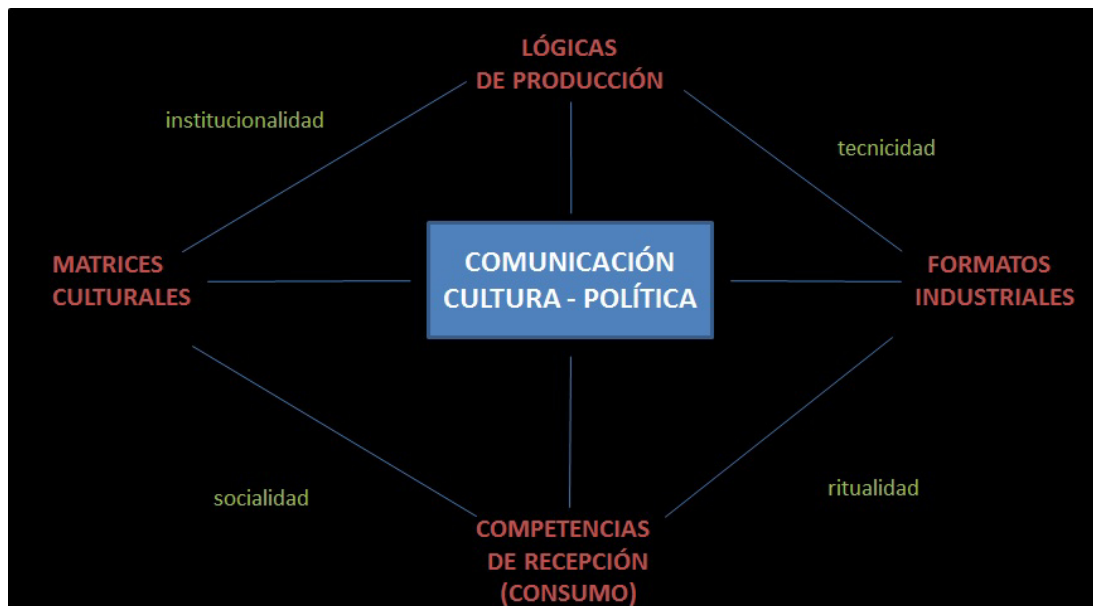 LÓGICAS
DE PRODUCCIÓN
institucionalidad
tecnicidad
MATRICES
CULTURALES
COMUNICACIÓN
CULTURA - POLÍTICA
FORMATOS
INDUSTRIALES
socialidad
ritualidad
COMPETENCIAS
DE RECEPCIÓN
(CONSUMO)